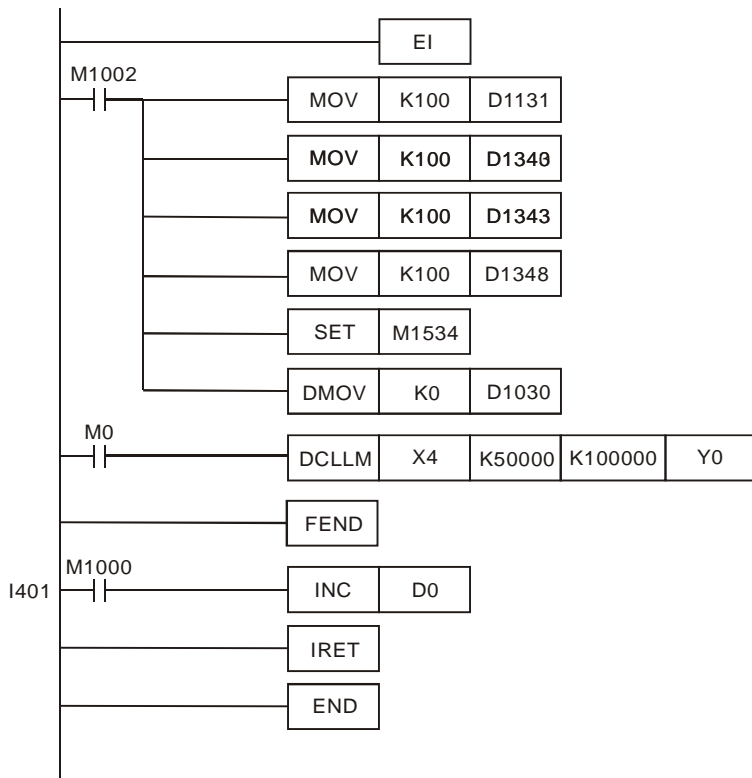 EI
M1002
MOV K100 D1131
MOV K100 D1340
MOV K100 D1343
MOV K100 D1348
SET M1534
DMOV K0 D1030
M0
DCLLM X4 K50000 K100000 Y0
FEND
M1000
I401 INC D0
IRET
END